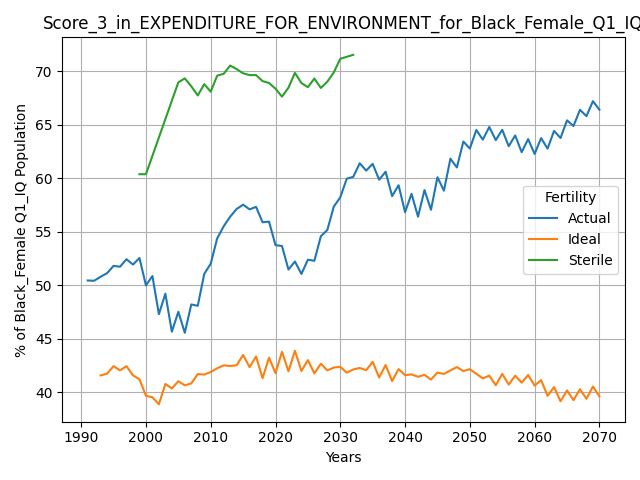 Score_3_in_EXPENDITURE_FOR_ENVIRONMENT_for_Black_Female_Q1_IQ
% of Black_Female Q1_IQ Population
70
65
60
55
50
45
40
Fertility
Actual
Ideal
Sterile
1990 2000 2010 2020 2030 2040 2050 2060 2070
Years